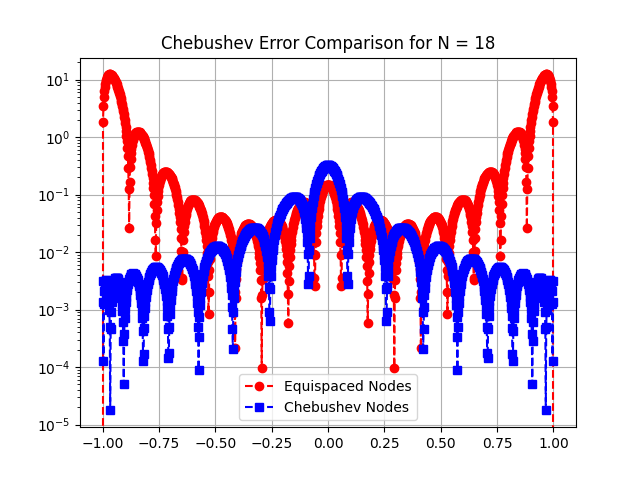 Chebushev Error Comparison for N = 18
10¹
10⁰
10⁻¹
10⁻²
10⁻³
10⁻⁴
10⁻⁵
−1.00 −0.75 −0.50 −0.25 0.00 0.25 0.50 0.75 1.00
Equispaced Nodes
Chebushev Nodes